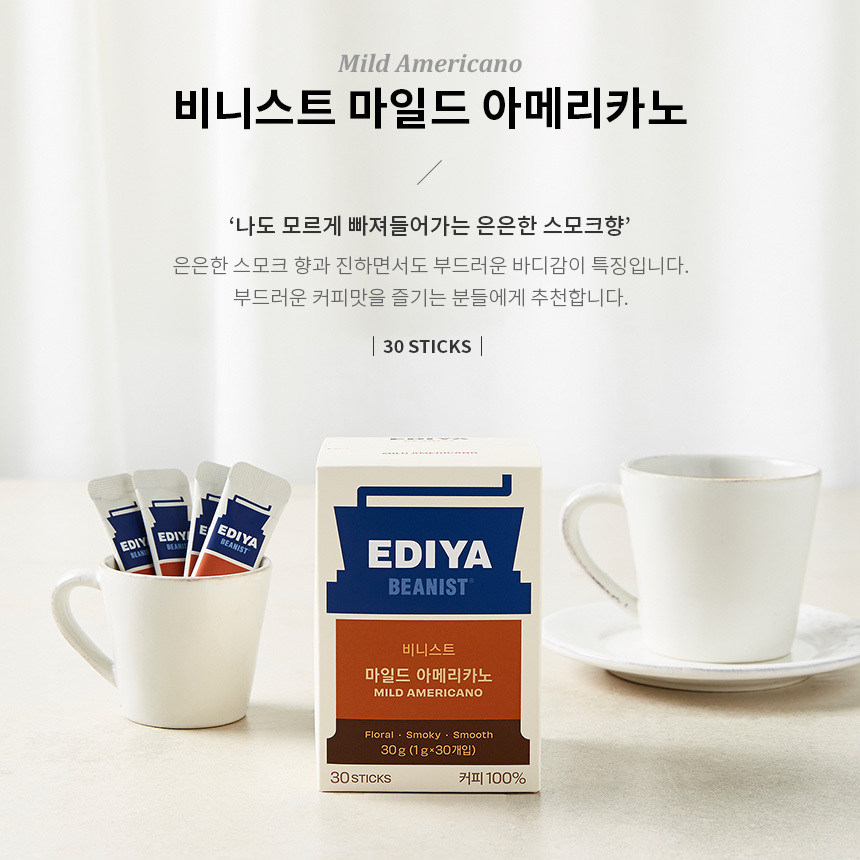 Mild Americano
비니스트 마일드 아메리카노
‘나도 모르게 빠져들어가는 은은한 스모크향’
은은한 스모크 향과 진하면서도 부드러운 바디감이 특징입니다.
부드러운 커피맛을 즐기는 분들에게 추천합니다.
30 STICKS
EDIYA
MILD AMERICANO
EDIYA
BEANIST
비니스트
마일드 아메리카노
MILD AMERICANO
Floral · Smoky · Smooth
30g (1g×30개입)
30 STICKS
커피 100%
EDIYA
BEANIST
EDIYA
BEANIST
EDIYA
BEANIST